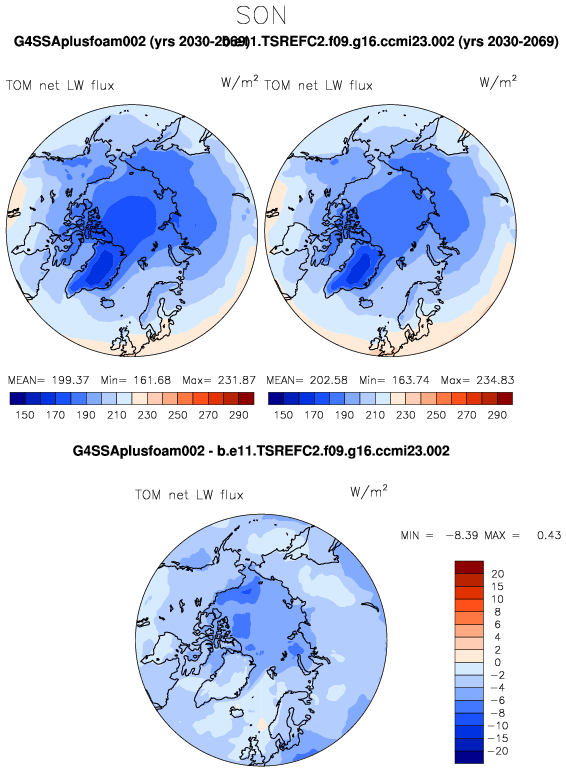 SON
G4SSAplusfoam002 (yrs 2030-2069)
b.e11.TSREFC2.f09.g16.ccmi23.002 (yrs 2030-2069)
TOM net LW flux W/m²
TOM net LW flux W/m²
MEAN= 199.37 Min= 161.68 Max= 231.87
MEAN= 202.58 Min= 163.74 Max= 234.83
150 170 190 210 230 250 270 290
150 170 190 210 230 250 270 290
G4SSAplusfoam002 - b.e11.TSREFC2.f09.g16.ccmi23.002
TOM net LW flux W/m²
MIN = -8.39 MAX = 0.43
20
15
10
8
6
4
2
0
-2
-4
-6
-8
-10
-15
-20